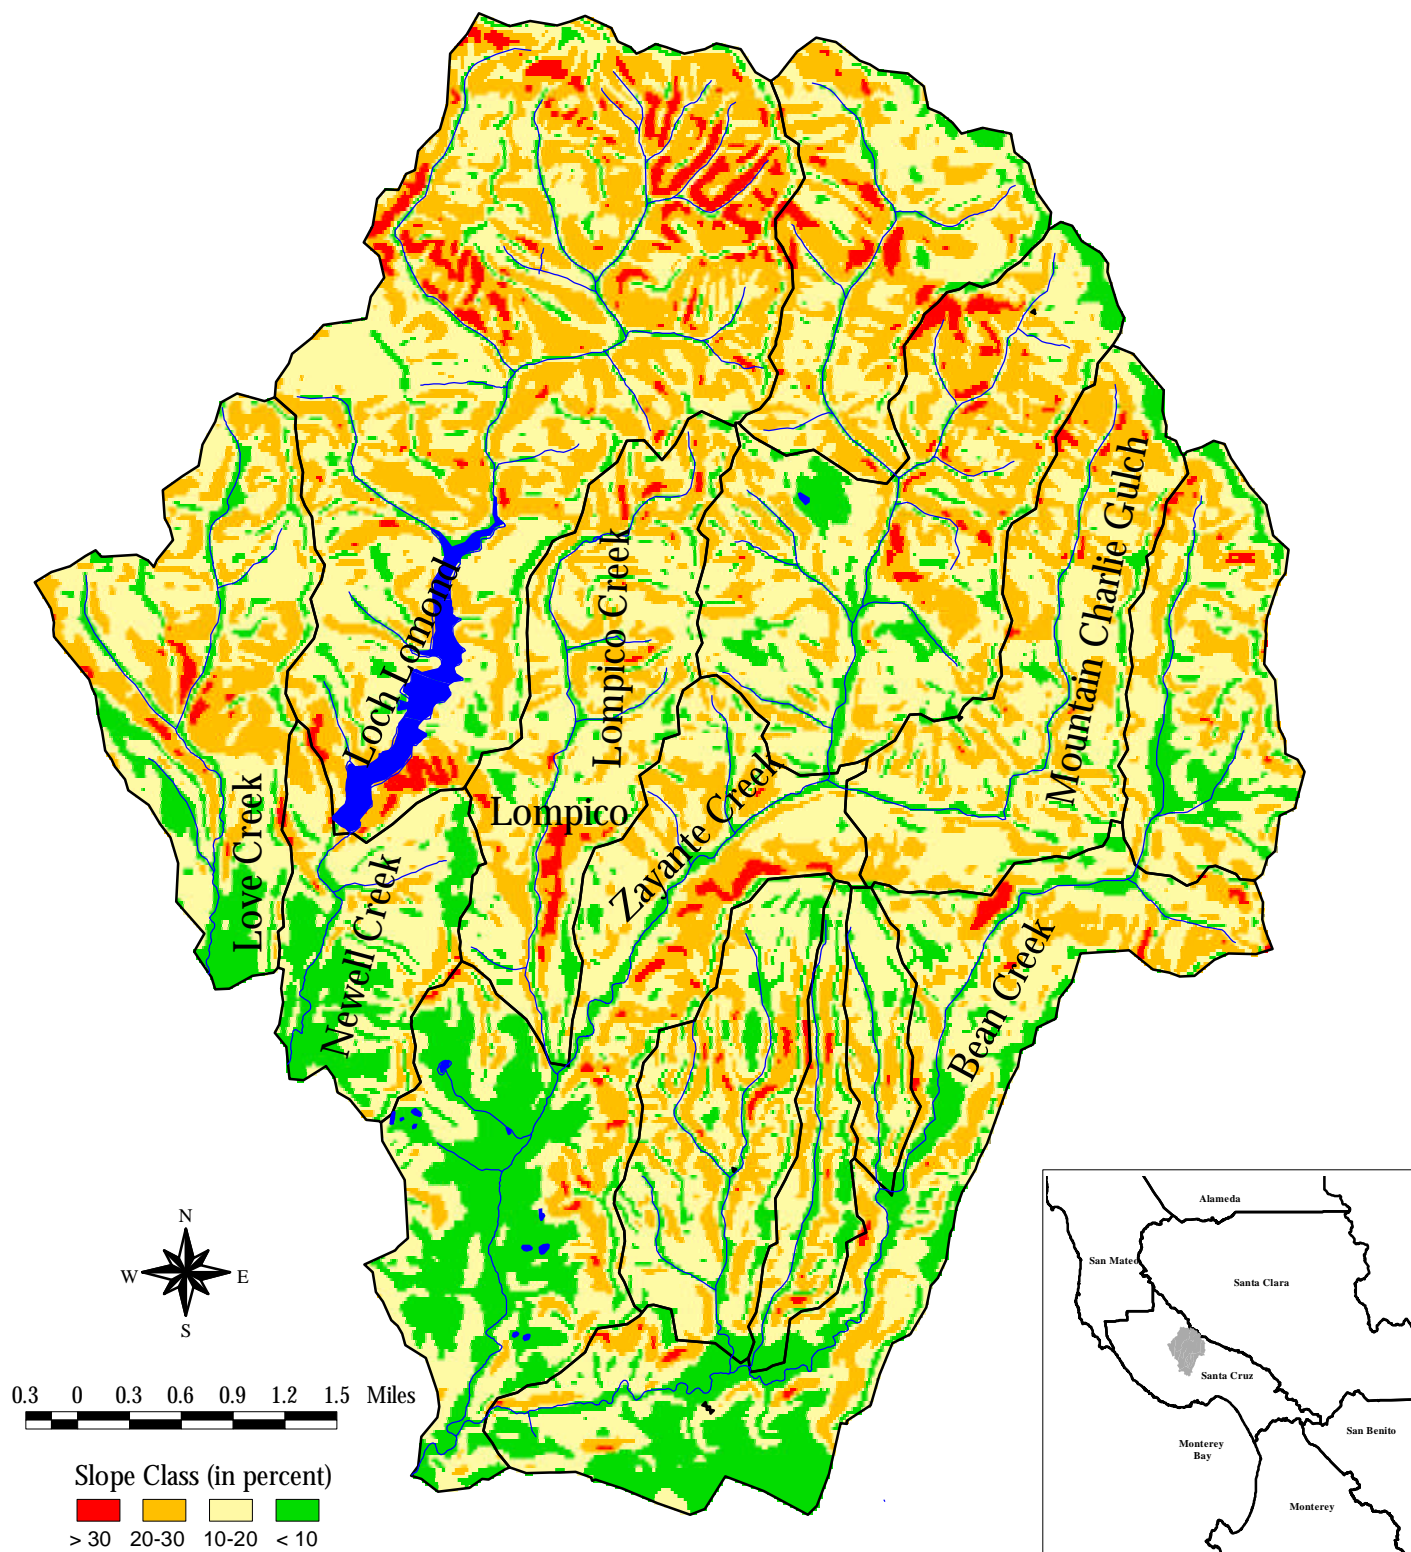 Loch Lomond
Lompico Creek
Mountain Charlie Gulch
Lompico
Zayante Creek
Love Creek
Newell Creek
Bean Creek
N
W
E
S
0.3 0 0.3 0.6 0.9 1.2 1.5 Miles
Slope Class (in percent)
> 30 20-30 10-20 < 10
Alameda
San Mateo
Santa Clara
Santa Cruz
San Benito
Monterey
Bay
Monterey